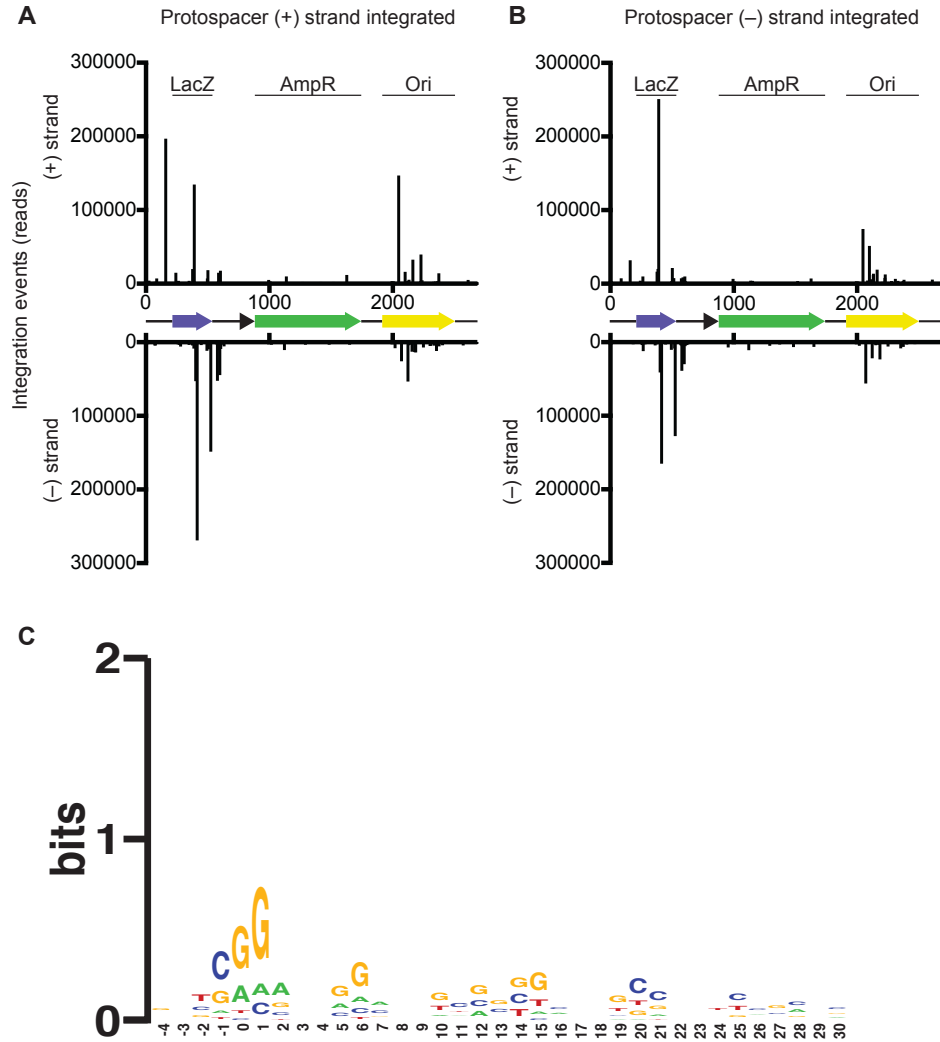 A Protospacer (+) strand integrated
B Protospacer (–) strand integrated
Integration events (reads)
(+) strand
300000
200000
100000
0
LacZ AmpR Ori
0 1000 2000
(–) strand
0
100000
200000
300000
(+) strand
300000
200000
100000
0
LacZ AmpR Ori
0 1000 2000
(–) strand
0
100000
200000
300000
C
bits
2
1
0
-4 -3 -2 -1 0 1 2 3 4 5 6 7 8 9 10 11 12 13 14 15 16 17 18 19 20 21 22 23 24 25 26 27 28 29 30